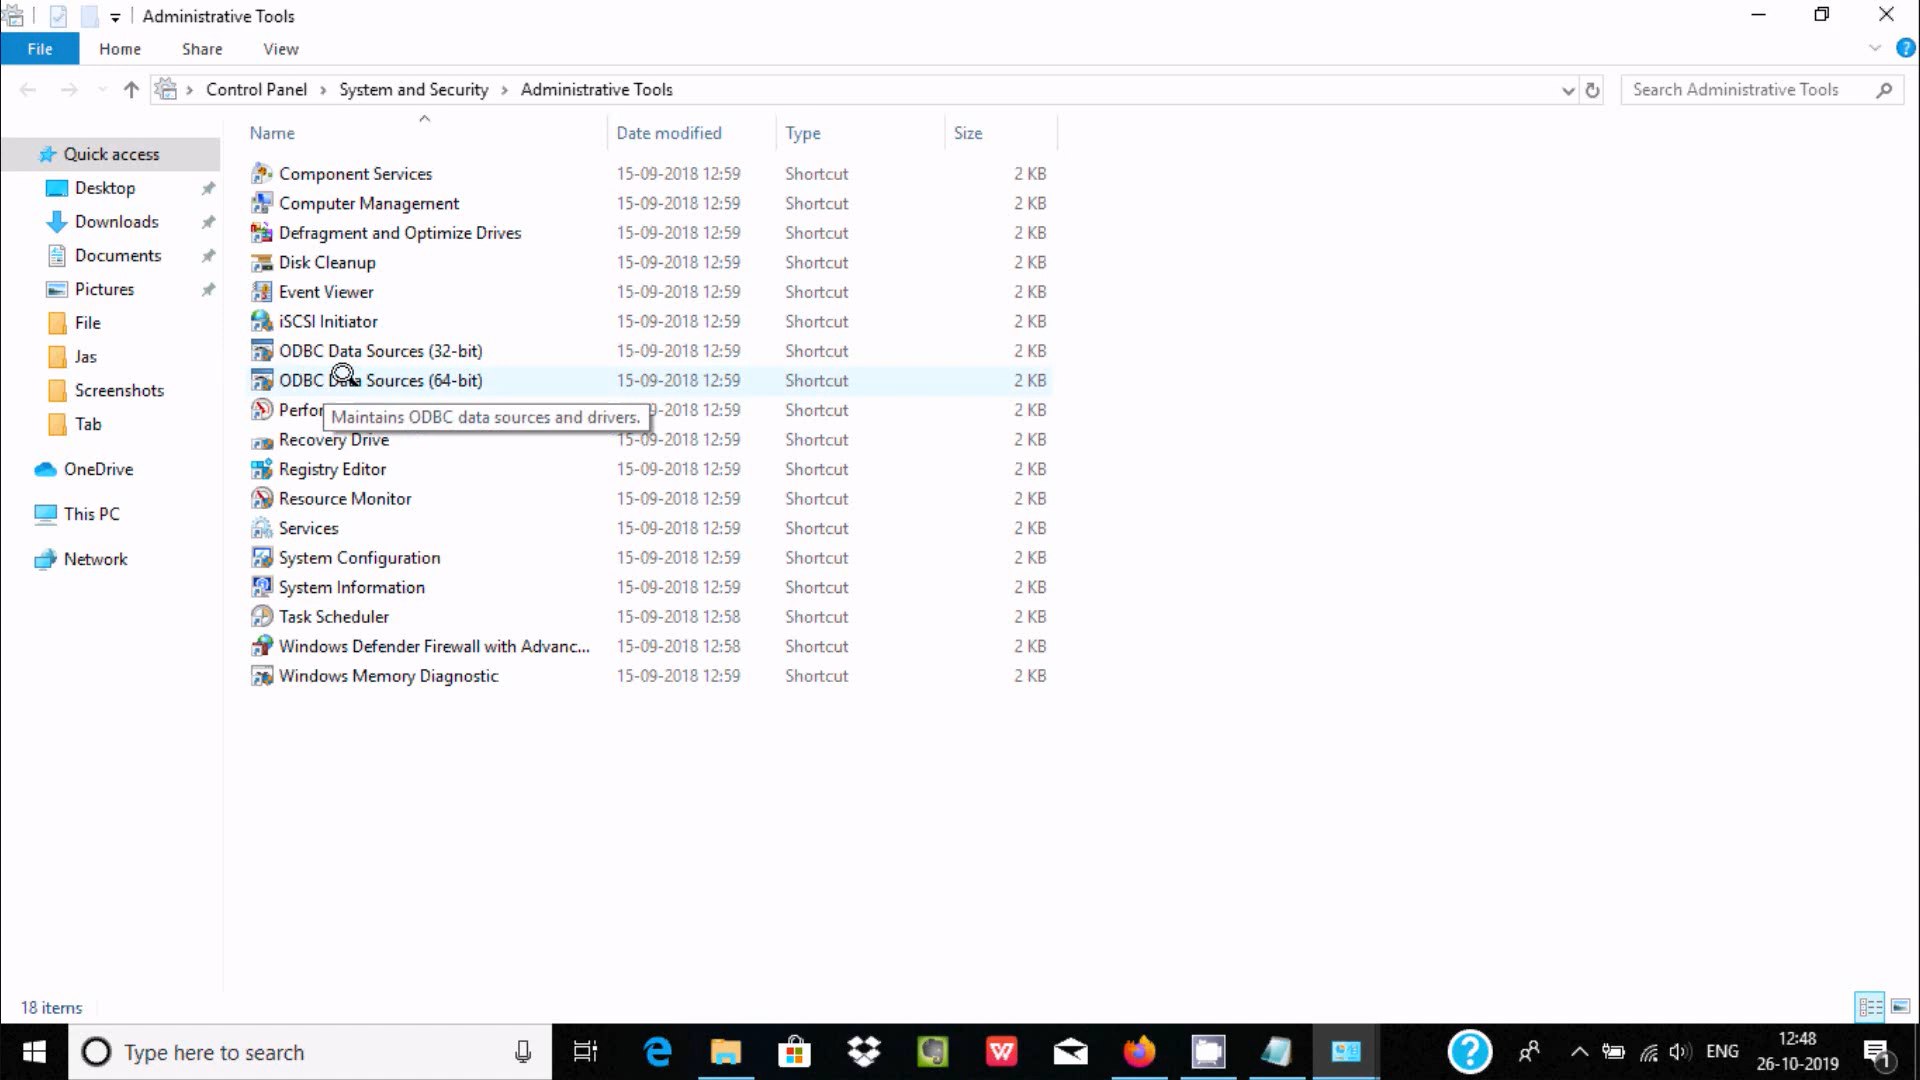 Administrative Tools
File Home Share View
Control Panel System and Security Administrative Tools
Search Administrative Tools
Name Date modified Type Size
Quick access
Desktop
Downloads
Documents
Pictures
File
Jas
Screenshots
Tab
OneDrive
This PC
Network
Component Services 15-09-2018 12:59 Shortcut 2 KB
Computer Management 15-09-2018 12:59 Shortcut 2 KB
Defragment and Optimize Drives 15-09-2018 12:59 Shortcut 2 KB
Disk Cleanup 15-09-2018 12:59 Shortcut 2 KB
Event Viewer 15-09-2018 12:59 Shortcut 2 KB
iSCSI Initiator 15-09-2018 12:59 Shortcut 2 KB
ODBC Data Sources (32-bit) 15-09-2018 12:59 Shortcut 2 KB
ODBC Data Sources (64-bit) 15-09-2018 12:59 Shortcut 2 KB
Perfor 9-2018 12:59 Shortcut 2 KB
Maintains ODBC data sources and drivers.
Recovery Drive 15-09-2018 12:59 Shortcut 2 KB
Registry Editor 15-09-2018 12:59 Shortcut 2 KB
Resource Monitor 15-09-2018 12:59 Shortcut 2 KB
Services 15-09-2018 12:59 Shortcut 2 KB
System Configuration 15-09-2018 12:59 Shortcut 2 KB
System Information 15-09-2018 12:59 Shortcut 2 KB
Task Scheduler 15-09-2018 12:58 Shortcut 2 KB
Windows Defender Firewall with Advanc... 15-09-2018 12:58 Shortcut 2 KB
Windows Memory Diagnostic 15-09-2018 12:59 Shortcut 2 KB
18 items
Type here to search
ENG
12:48
26-10-2019
1